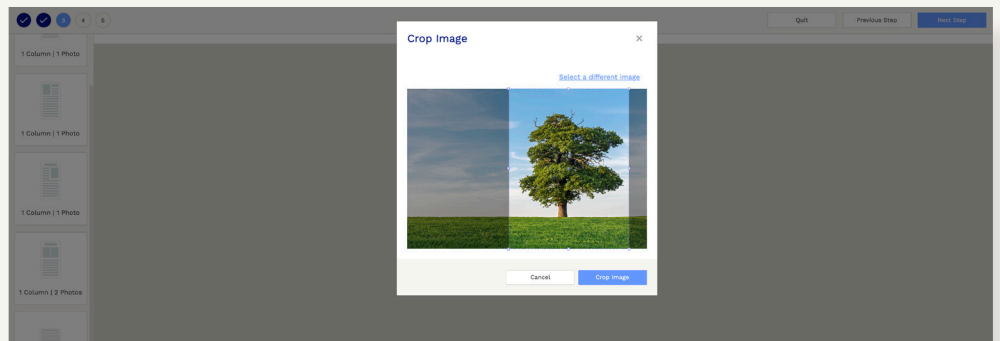 3 4 5 Quit Previous Step Next Step
1 Column | 1 Photo
1 Column | 1 Photo
1 Column | 1 Photo
1 Column | 2 Photos
Crop Image ×
Select a different image
Cancel Crop Image